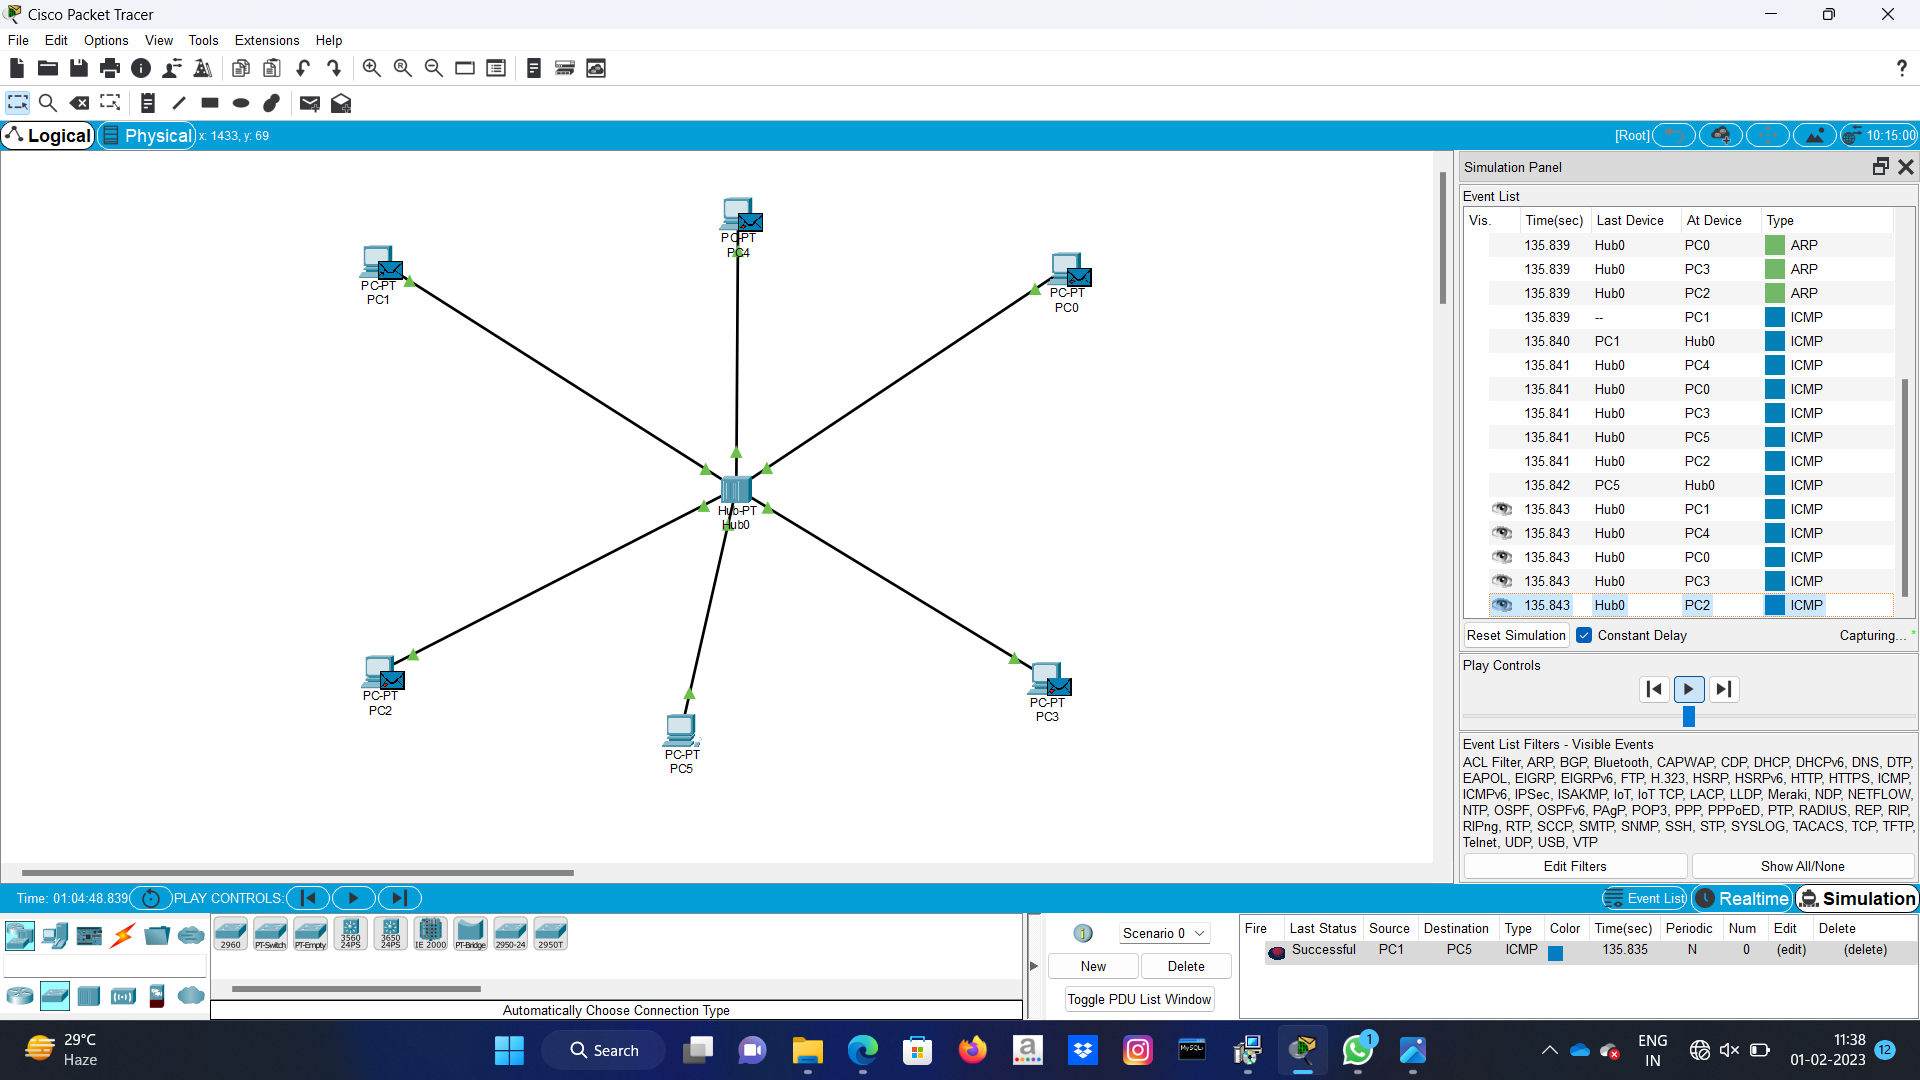 Cisco Packet Tracer
File Edit Options View Tools Extensions Help
?
Logical Physical x: 1433, y: 69 [Root] 10:15:00
PC-PT
PC4
PC-PT
PC1
PC-PT
PC0
Hub-PT
Hub0
PC-PT
PC2
PC-PT
PC3
PC-PT
PC5
Simulation Panel
Event List
Vis. Time(sec) Last Device At Device Type
135.839 Hub0 PC0 ARP
135.839 Hub0 PC3 ARP
135.839 Hub0 PC2 ARP
135.839 -- PC1 ICMP
135.840 PC1 Hub0 ICMP
135.841 Hub0 PC4 ICMP
135.841 Hub0 PC0 ICMP
135.841 Hub0 PC3 ICMP
135.841 Hub0 PC5 ICMP
135.841 Hub0 PC2 ICMP
135.842 PC5 Hub0 ICMP
135.843 Hub0 PC1 ICMP
135.843 Hub0 PC4 ICMP
135.843 Hub0 PC0 ICMP
135.843 Hub0 PC3 ICMP
135.843 Hub0 PC2 ICMP
Reset Simulation Constant Delay Capturing...
Play Controls
Event List Filters - Visible Events
ACL Filter, ARP, BGP, Bluetooth, CAPWAP, CDP, DHCP, DHCPv6, DNS, DTP,
EAPOL, EIGRP, EIGRPv6, FTP, H.323, HSRP, HSRPv6, HTTP, HTTPS, ICMP,
ICMPv6, IPSec, ISAKMP, IoT, IoT TCP, LACP, LLDP, Meraki, NDP, NETFLOW,
NTP, OSPF, OSPFv6, PAgP, POP3, PPP, PPPoED, PTP, RADIUS, REP, RIP,
RIPng, RTP, SCCP, SMTP, SNMP, SSH, STP, SYSLOG, TACACS, TCP, TFTP,
Telnet, UDP, USB, VTP
Edit Filters Show All/None
Time: 01:04:48.839 PLAY CONTROLS: Event List Realtime Simulation
2960 PT-Switch PT-Empty 3560 24PS 3650 24PS IE 2000 PT-Bridge 2950-24 2950T
Automatically Choose Connection Type
1 Scenario 0
New Delete
Toggle PDU List Window
Fire Last Status Source Destination Type Color Time(sec) Periodic Num Edit Delete
Successful PC1 PC5 ICMP 135.835 N 0 (edit) (delete)
29°C
Haze
Search
a
MySQL
1
ENG
IN
11:38
01-02-2023
12